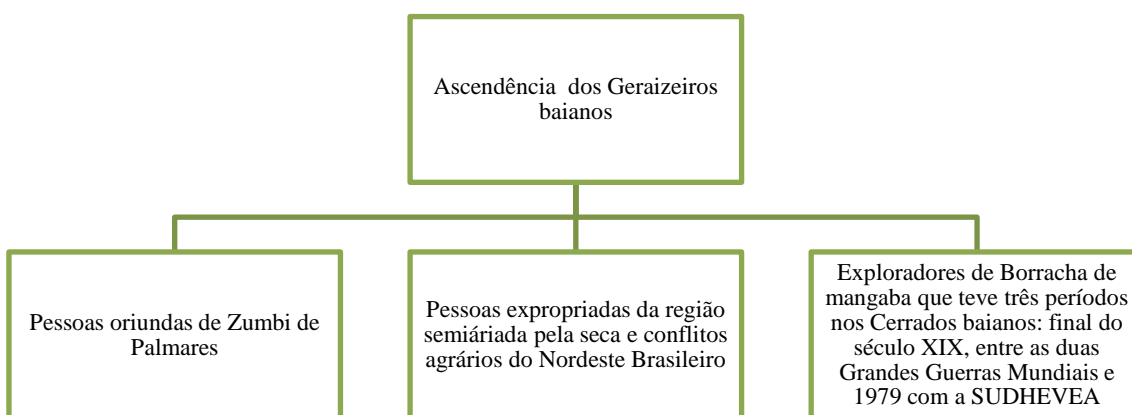 Ascendência dos Geraizeiros
baianos
Pessoas oriundas de Zumbi de
Palmares
Pessoas expropriadas da região
semiáriada pela seca e conflitos
agrários do Nordeste Brasileiro
Exploradores de Borracha de
mangaba que teve três períodos
nos Cerrados baianos: final do
século XIX, entre as duas
Grandes Guerras Mundiais e
1979 com a SUDHEVEA